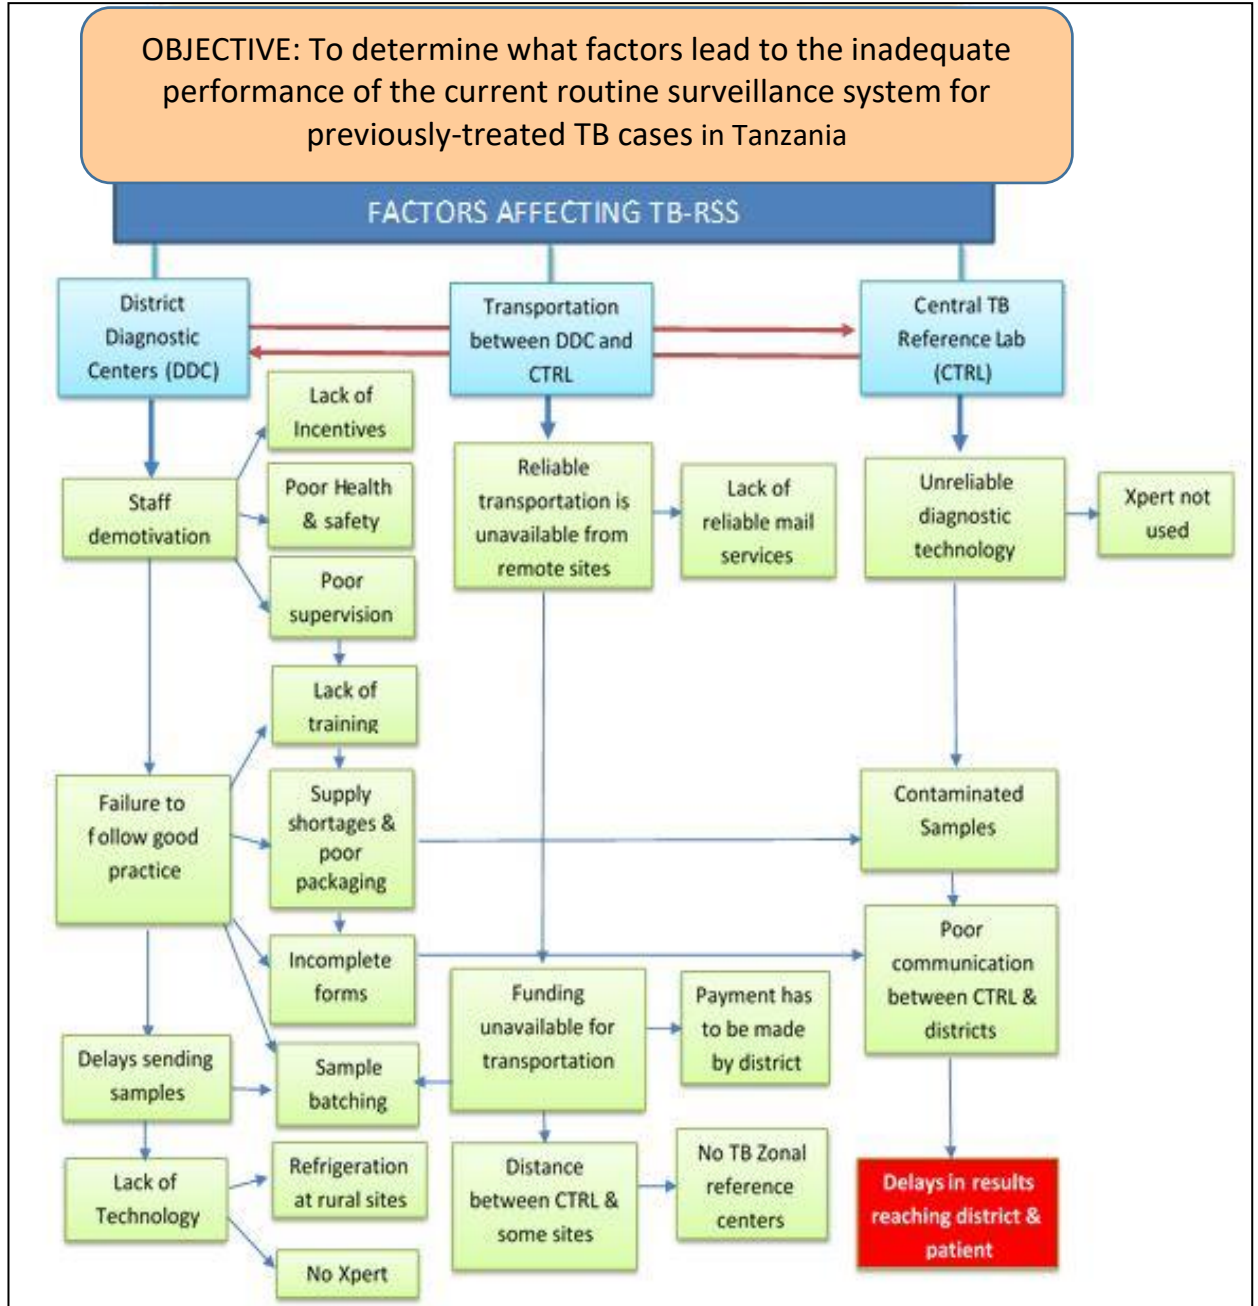 OBJECTIVE: To determine what factors lead to the inadequate
performance of the current routine surveillance system for
previously-treated TB cases in Tanzania
FACTORS AFFECTING TB-RSS
District
Diagnostic
Centers (DDC)
Transportation
between DDC and
CTRL
Central TB
Reference Lab
(CTRL)
Lack of
Incentives
Staff
demotivation
Poor Health
& safety
Poor
supervision
Reliable
transportation is
unavailable from
remote sites
Lack of
reliable mail
services
Unreliable
diagnostic
technology
Xpert not
used
Lack of
training
Failure to
follow good
practice
Supply
shortages &
poor
packaging
Contaminated
Samples
Incomplete
forms
Poor
communication
between CTRL &
districts
Funding
unavailable for
transportation
Payment has
to be made
by district
Delays sending
samples
Sample
batching
Lack of
Technology
Refrigeration
at rural sites
No Xpert
Distance
between CTRL &
some sites
No TB Zonal
reference
centers
Delays in results
reaching district &
patient